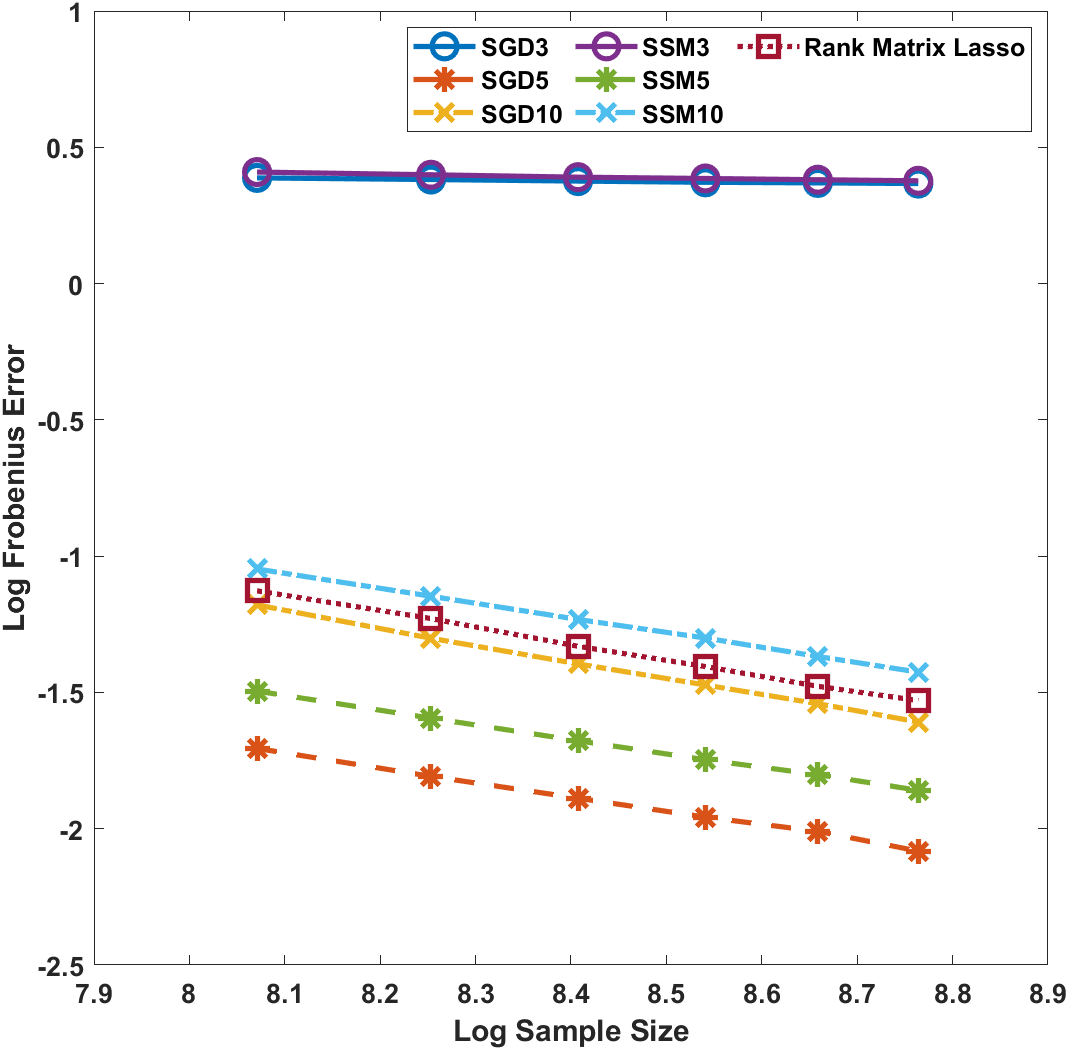 1
0.5
0
-0.5
-1
-1.5
-2
-2.5
Log Frobenius Error
SGD3 SSM3 Rank Matrix Lasso
SGD5 SSM5
SGD10 SSM10
7.9 8 8.1 8.2 8.3 8.4 8.5 8.6 8.7 8.8 8.9
Log Sample Size